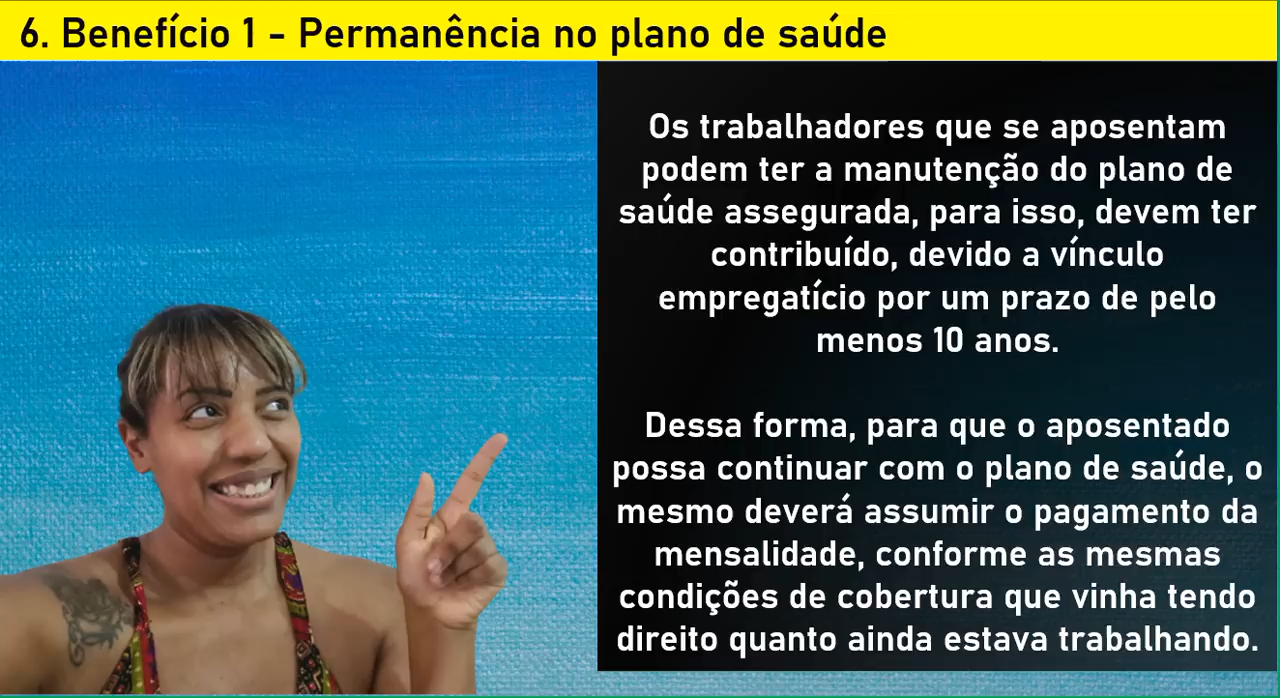 6. Benefício 1 - Permanência no plano de saúde
Os trabalhadores que se aposentam
podem ter a manutenção do plano de
saúde assegurada, para isso, devem ter
contribuído, devido a vínculo
empregatício por um prazo de pelo
menos 10 anos.
Dessa forma, para que o aposentado
possa continuar com o plano de saúde, o
mesmo deverá assumir o pagamento da
mensalidade, conforme as mesmas
condições de cobertura que vinha tendo
direito quanto ainda estava trabalhando.